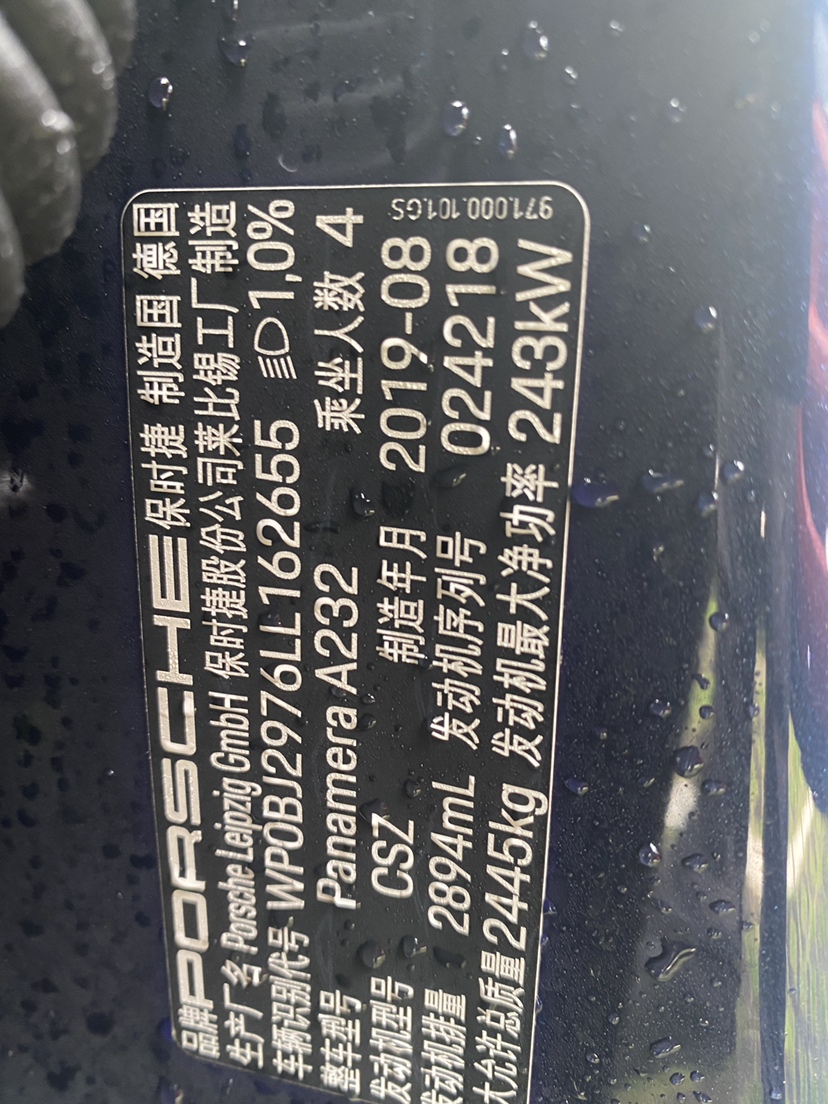 品牌 PORSCHE 保时捷 制造国 德国
生产厂名 Porsche Leipzig GmbH 保时捷股份公司莱比锡工厂制造
车辆识别代号 WP0BJ2976LL162655 1,0%
整车型号 Panamera A232 乘坐人数 4
发动机型号 CSZ 制造年月 2019-08
发动机排量 2894mL 发动机序列号 024218
大允许总质量 2445kg 发动机最大净功率 243kW
971.000.101.GS